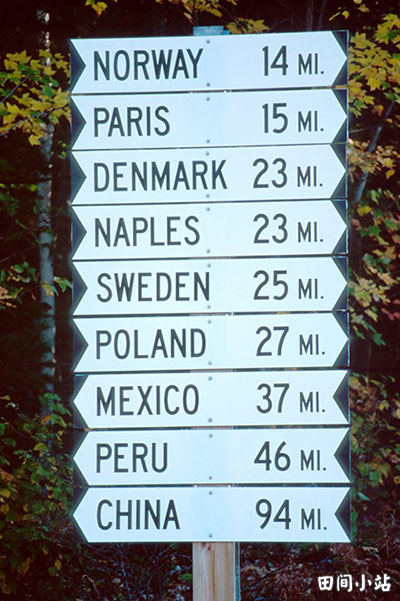 NORWAY 14 MI.
PARIS 15 MI.
DENMARK 23 MI.
NAPLES 23 MI.
SWEDEN 25 MI.
POLAND 27 MI.
MEXICO 37 MI.
PERU 46 MI.
CHINA 94 MI.
田间小站